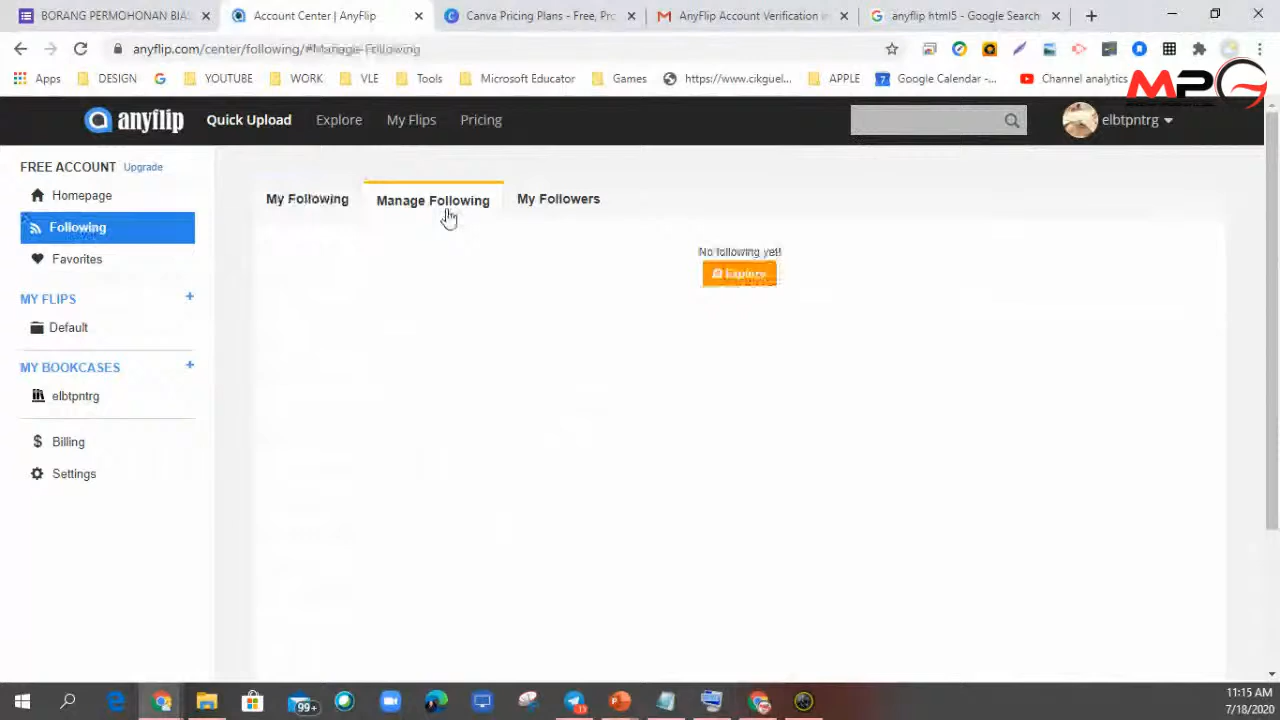 BORANG PERMOHONAN BIA
Account Center | AnyFlip
Canva Pricing Plans - Free, Pro
AnyFlip Account Verification
anyflip html5 - Google Search
anyflip.com/center/following/#Manage-Following
Apps
DESIGN
YOUTUBE
WORK
VLE
Tools
Microsoft Educator
Games
https://www.cikguel...
APPLE
Google Calendar -...
Channel analytics
MPG
anyflip
Quick Upload
Explore
My Flips
Pricing
elbtpntrg
FREE ACCOUNT Upgrade
Homepage
My Following
Manage Following
My Followers
Following
No following yet!
Explore
Favorites
MY FLIPS +
Default
MY BOOKCASES +
elbtpntrg
$ Billing
Settings
99+
11:15 AM
7/18/2020